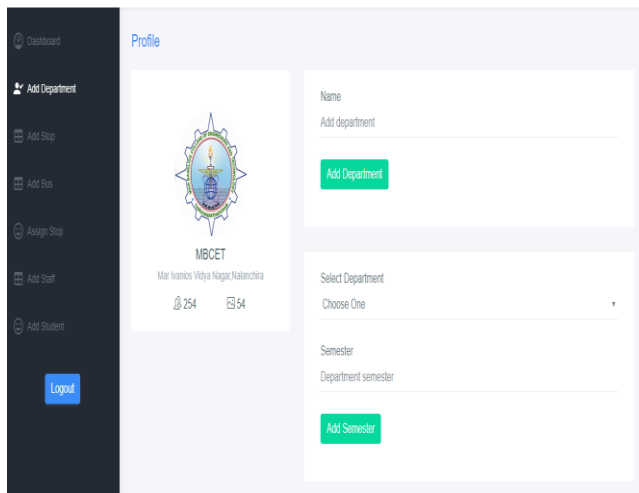 Dashboard
Add Department
Add Stop
Add Bus
Assign Stop
Add Staff
Add Student
Logout
Profile
MBCET
Mar Ivanios Vidya Nagar,Nalanchira
254 54
Name
Add department
Add Department
Select Department
Choose One
Semester
Department semester
Add Semester